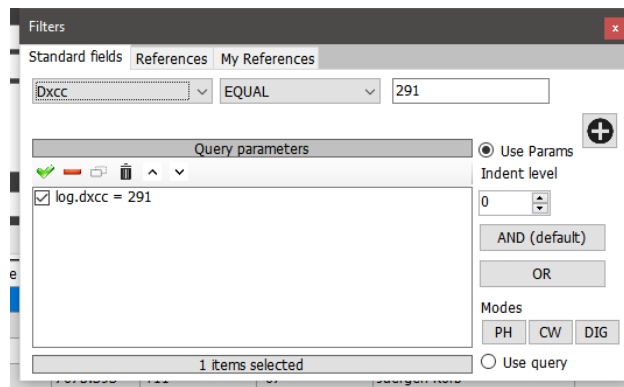 Filters
x
Standard fields References My References
Dxcc EQUAL 291
Query parameters
Use Params
Indent level
log.dxcc = 291
0
AND (default)
OR
Modes
PH CW DIG
1 items selected
Use query
e